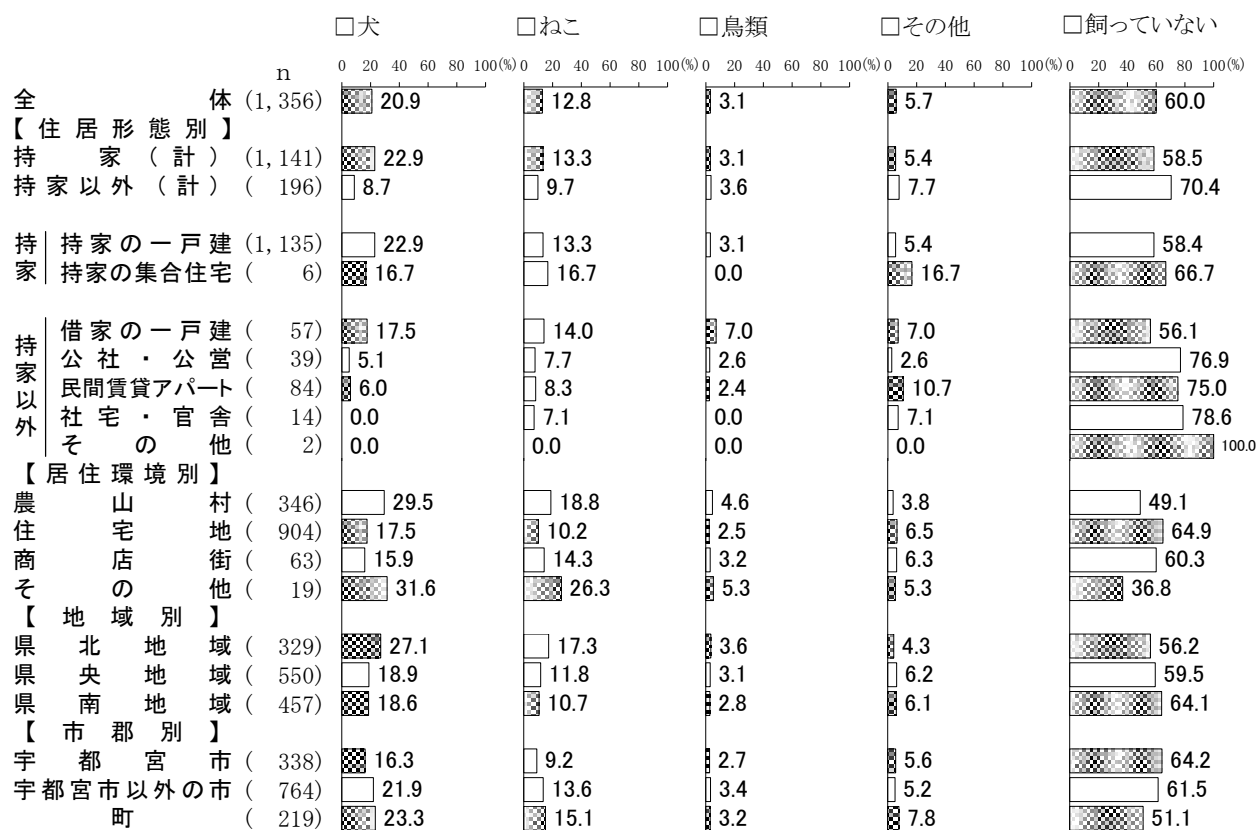 □犬 □ねこ □鳥類 □その他 □飼っていない
n 0 20 40 60 80 100(%) 0 20 40 60 80 100(%) 0 20 40 60 80 100(%) 0 20 40 60 80 100(%) 0 20 40 60 80 100(%)
全体 (1,356) 20.9 12.8 3.1 5.7 60.0
【住居形態別】
持家(計) (1,141) 22.9 13.3 3.1 5.4 58.5
持家以外(計) (196) 8.7 9.7 3.6 7.7 70.4
持家
持家の一戸建 (1,135) 22.9 13.3 3.1 5.4 58.4
持家の集合住宅 (6) 16.7 16.7 0.0 16.7 66.7
持家以外
借家の一戸建 (57) 17.5 14.0 7.0 7.0 56.1
公社・公営 (39) 5.1 7.7 2.6 2.6 76.9
民間賃貸アパート (84) 6.0 8.3 2.4 10.7 75.0
社宅・官舎 (14) 0.0 7.1 0.0 7.1 78.6
その他 (2) 0.0 0.0 0.0 0.0 100.0
【居住環境別】
農山村 (346) 29.5 18.8 4.6 3.8 49.1
住宅地 (904) 17.5 10.2 2.5 6.5 64.9
商店街 (63) 15.9 14.3 3.2 6.3 60.3
その他 (19) 31.6 26.3 5.3 5.3 36.8
【地域別】
県北地域 (329) 27.1 17.3 3.6 4.3 56.2
県央地域 (550) 18.9 11.8 3.1 6.2 59.5
県南地域 (457) 18.6 10.7 2.8 6.1 64.1
【市郡別】
宇都宮市 (338) 16.3 9.2 2.7 5.6 64.2
宇都宮市以外の市 (764) 21.9 13.6 3.4 5.2 61.5
町 (219) 23.3 15.1 3.2 7.8 51.1